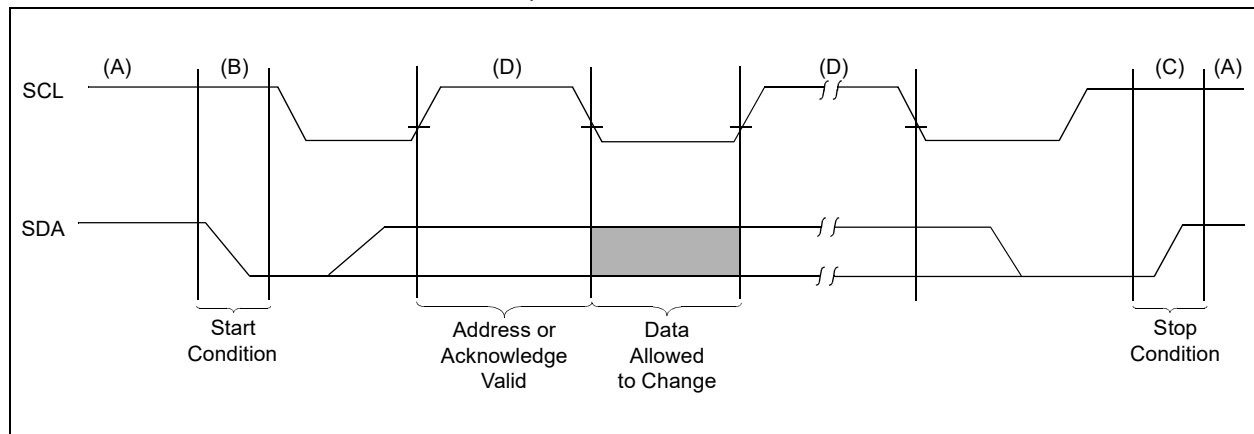 (A) (B) (D) (D) (C) (A)
SCL
SDA
Start
Condition
Address or
Acknowledge
Valid
Data
Allowed
to Change
Stop
Condition